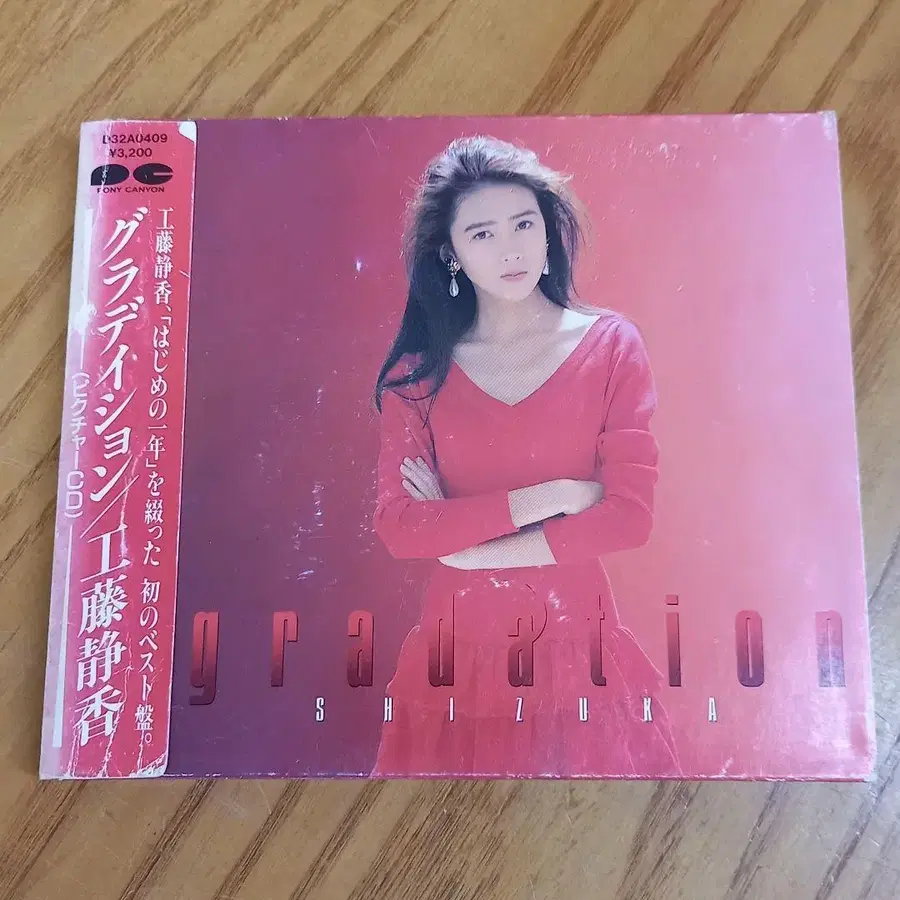 D32A0409
¥3,200
PC
PONY CANYON
工藤静香、「はじめの一年」を綴った 初のベスト盤。
グラデイション/工藤静香
(ピクチャーCD)
gradation
SHIZUKA